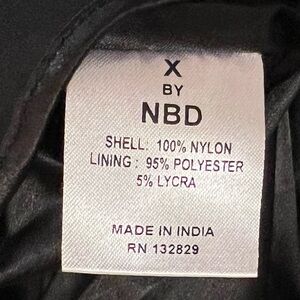 X
BY
NBD
SHELL: 100% NYLON
LINING: 95% POLYESTER
5% LYCRA
MADE IN INDIA
RN 132829